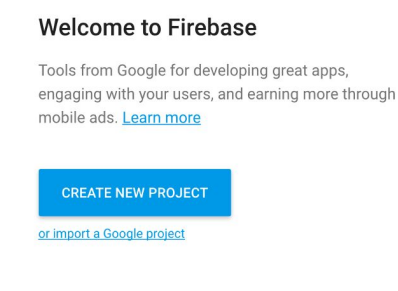 Welcome to Firebase
Tools from Google for developing great apps,
engaging with your users, and earning more through
mobile ads. Learn more
CREATE NEW PROJECT
or import a Google project